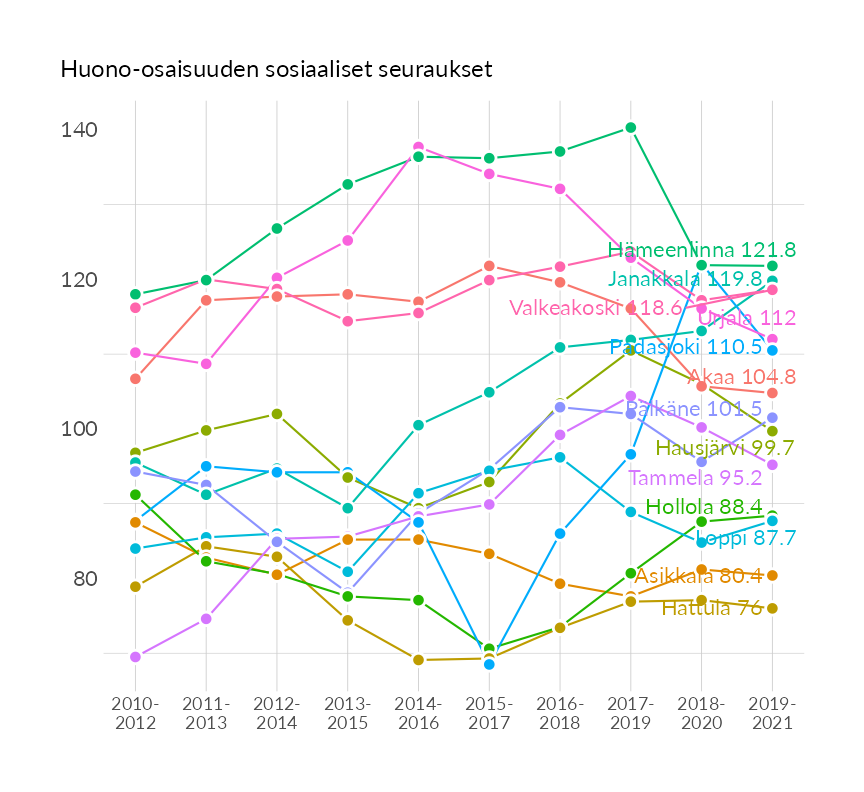 Huono-osaisuuden sosiaaliset seuraukset
140
120
100
80
Hämeenlinna 121.8
Janakkala 119.8
Valkeakoski 118.6
Urjala 112
Padasjoki 110.5
Akaa 104.8
Pälkäne 101.5
Hausjärvi 99.7
Tammela 95.2
Hollola 88.4
Loppi 87.7
Asikkala 80.4
Hattula 76
2010-
2012
2011-
2013
2012-
2014
2013-
2015
2014-
2016
2015-
2017
2016-
2018
2017-
2019
2018-
2020
2019-
2021